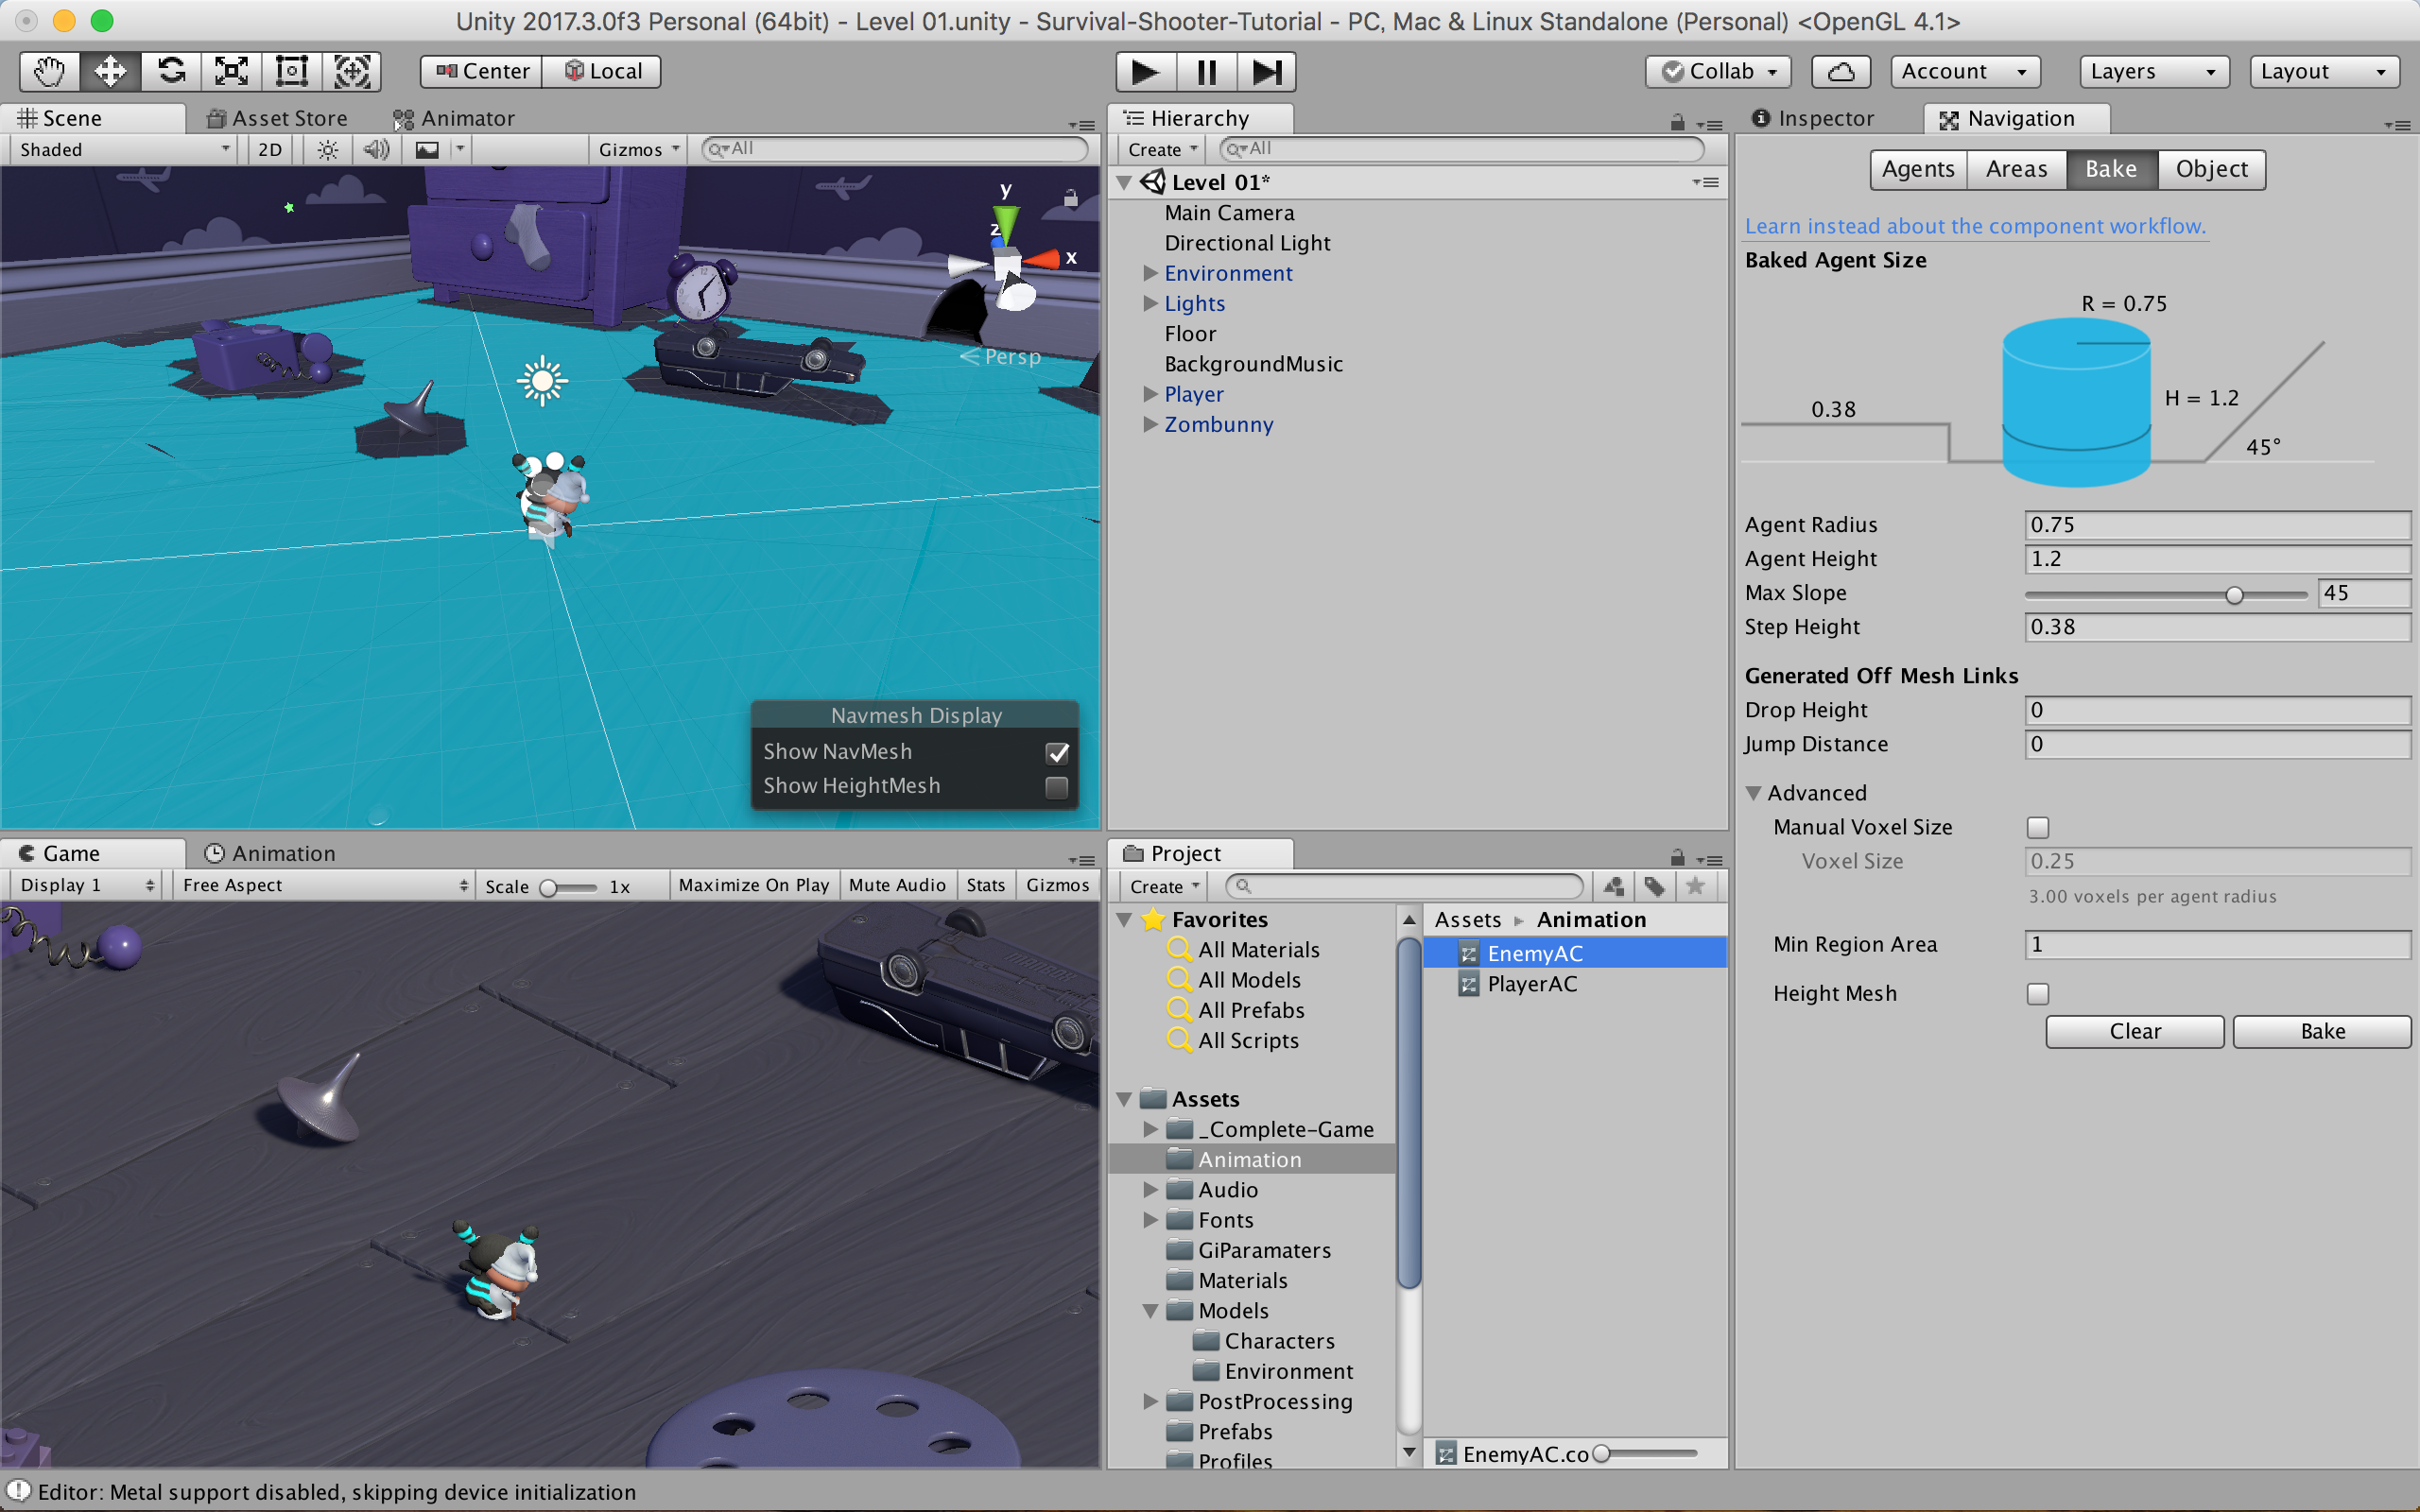 Unity 2017.3.0f3 Personal (64bit) - Level 01.unity - Survival-Shooter-Tutorial - PC, Mac & Linux Standalone (Personal) <OpenGL 4.1>
Center Local Collab Account Layers Layout
Scene Asset Store Animator
Shaded 2D Gizmos All
y
z
x
Persp
Navmesh Display
Show NavMesh
Show HeightMesh
Game Animation
Display 1 Free Aspect Scale 1x Maximize On Play Mute Audio Stats Gizmos
Hierarchy
Create All
Level 01*
Main Camera
Directional Light
Environment
Lights
Floor
BackgroundMusic
Player
Zombunny
Project
Create
Favorites
All Materials
All Models
All Prefabs
All Scripts
Assets
_Complete-Game
Animation
Audio
Fonts
GiParamaters
Materials
Models
Characters
Environment
PostProcessing
Prefabs
Profiles
Assets Animation
EnemyAC
PlayerAC
EnemyAC.co
Inspector Navigation
Agents Areas Bake Object
Learn instead about the component workflow.
Baked Agent Size
R = 0.75
0.38
H = 1.2
45°
Agent Radius 0.75
Agent Height 1.2
Max Slope 45
Step Height 0.38
Generated Off Mesh Links
Drop Height 0
Jump Distance 0
Advanced
Manual Voxel Size
Voxel Size 0.25
3.00 voxels per agent radius
Min Region Area 1
Height Mesh
Clear Bake
Editor: Metal support disabled, skipping device initialization